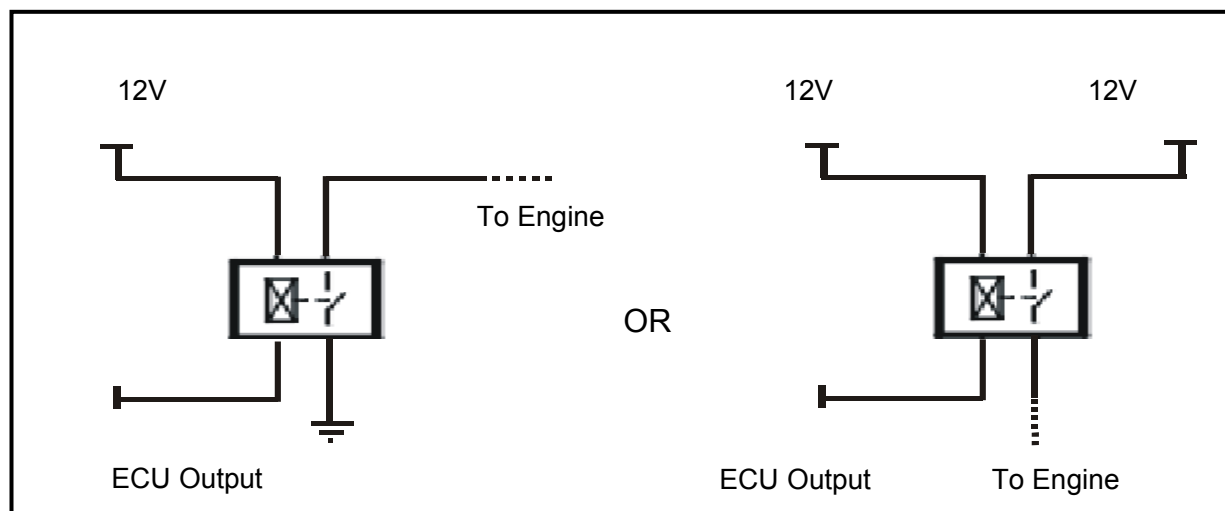 12V
12V
12V
To Engine
OR
ECU Output
ECU Output
To Engine